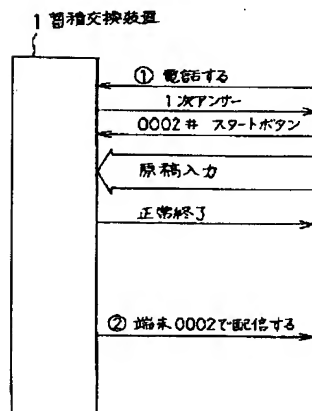 1 蓄積交換装置
① 電話する
1次アンサー
0002# スタートボタン
原稿入力
正常終了
② 端末0002で配信する